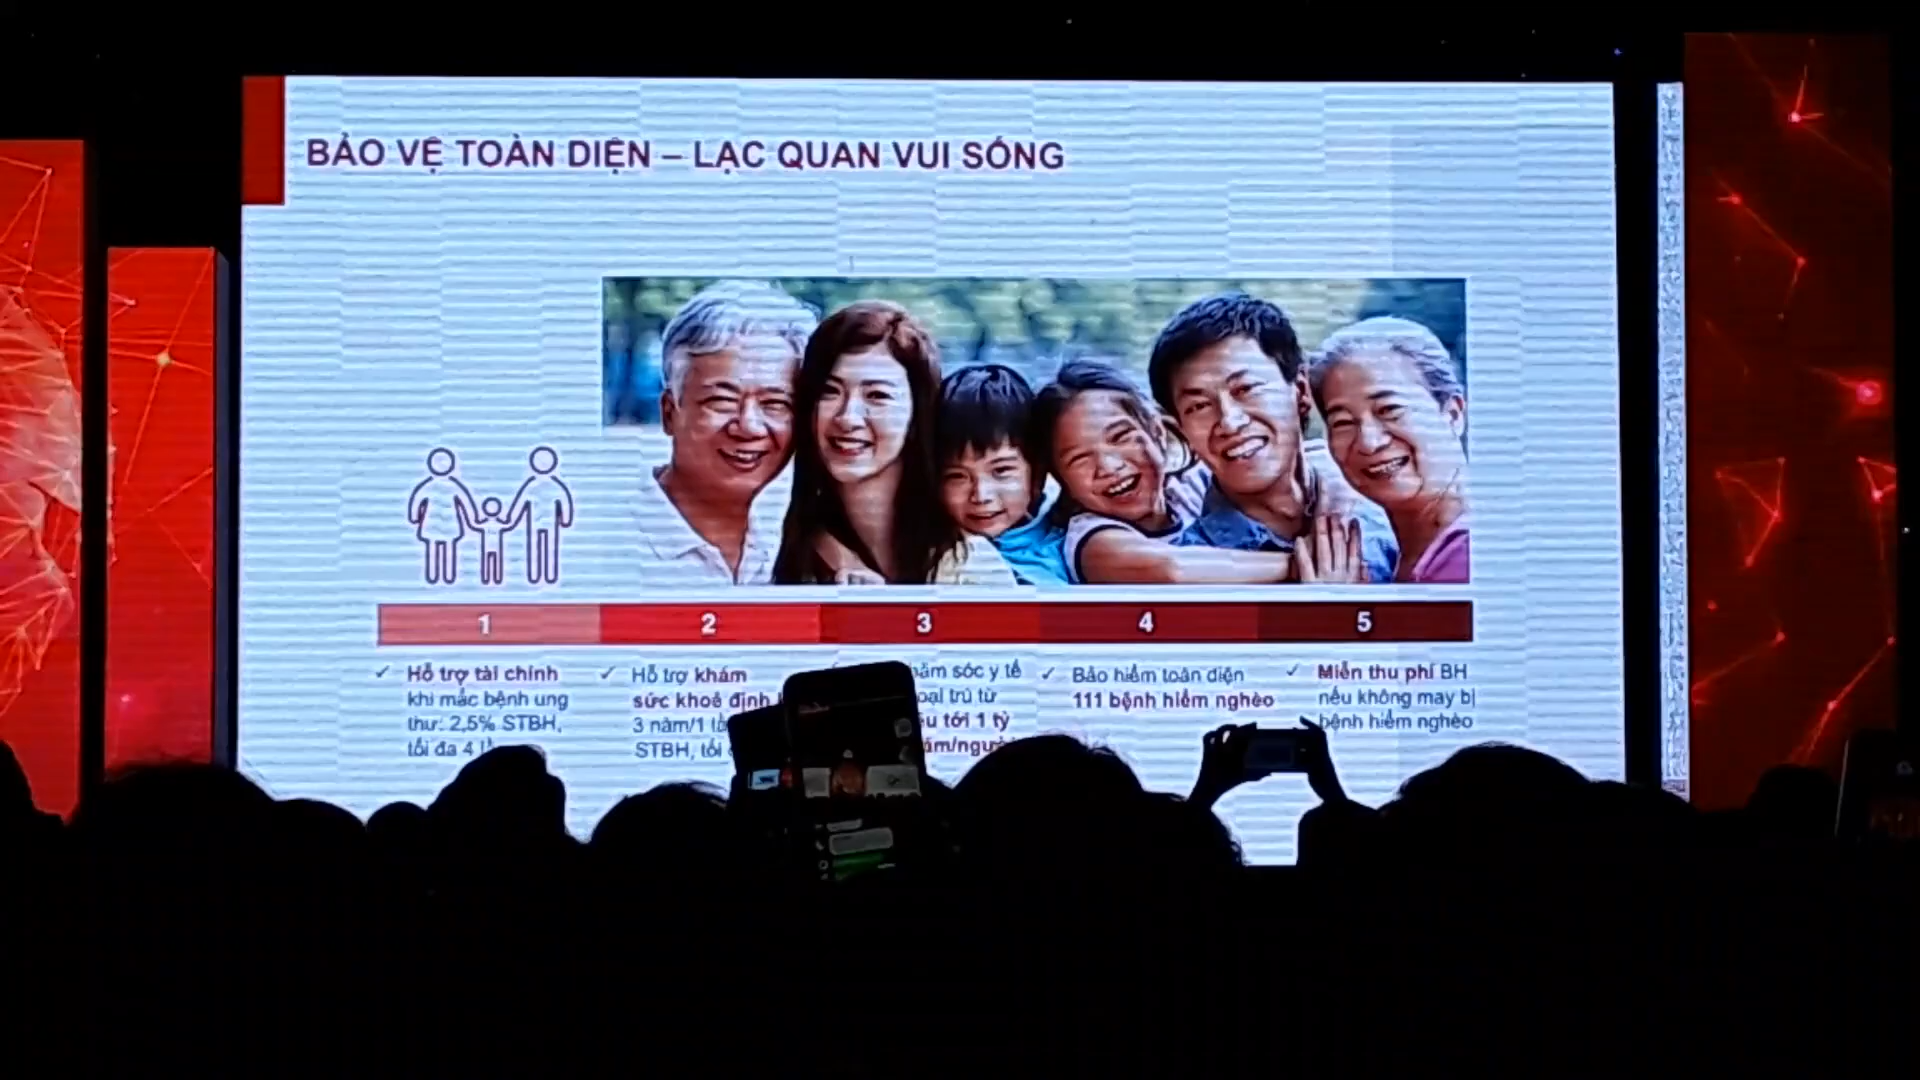 BẢO VỆ TOÀN DIỆN – LẠC QUAN VUI SỐNG
1
2
3
4
5
✓ Hỗ trợ tài chính
khi mắc bệnh ung
thư: 2,5% STBH,
tối đa 4
✓ Hỗ trợ khám
sức khoẻ định
3 năm/1
STBH, tối
sóc y tế
trú từ
tới 1 tỷ
✓ Bảo hiểm toàn diện
111 bệnh hiểm nghèo
✓ Miễn thu phí BH
nếu không may bị
bệnh hiểm nghèo